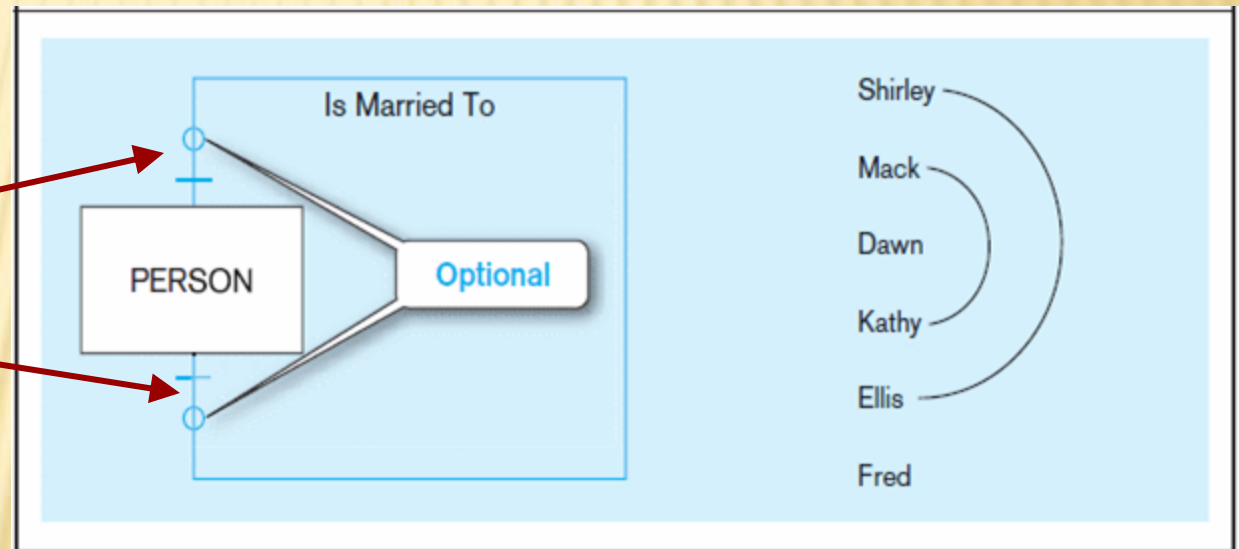 Is Married To
PERSON
Optional
Shirley
Mack
Dawn
Kathy
Ellis
Fred